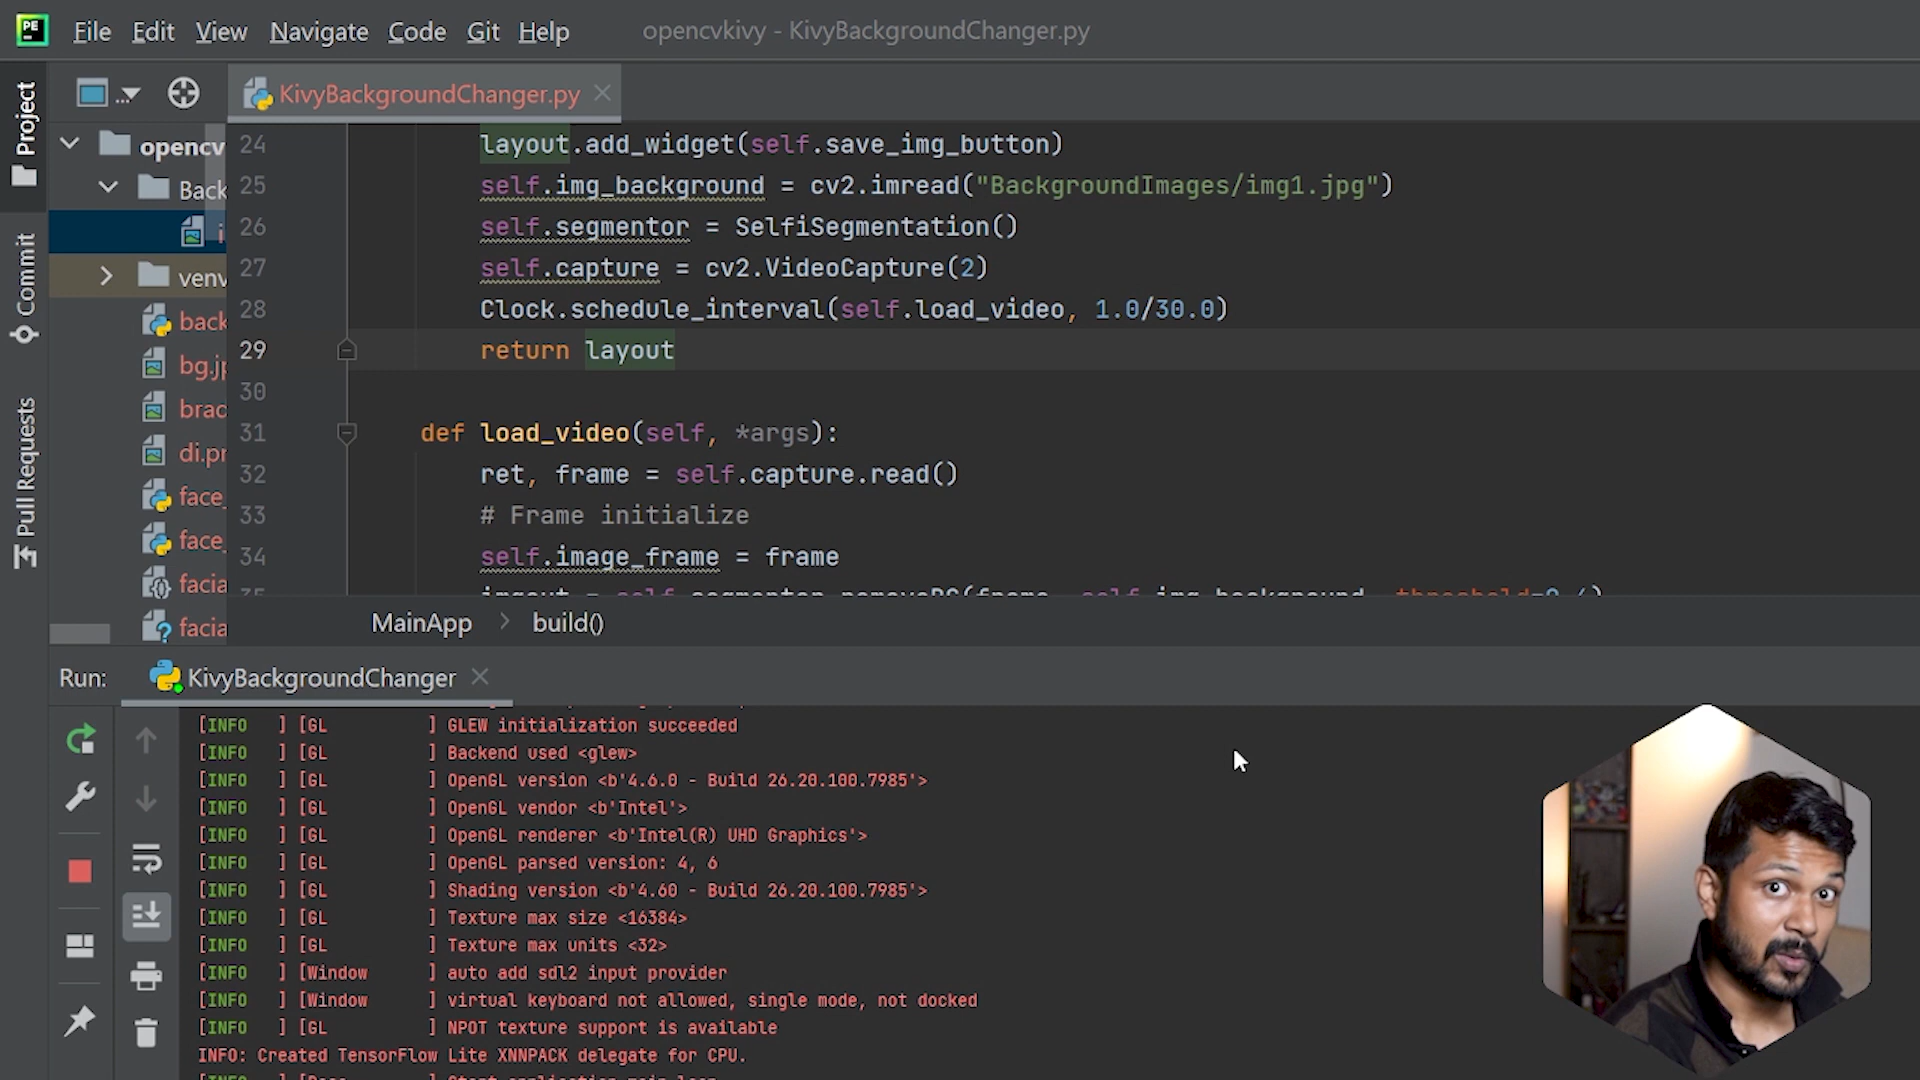 PE File Edit View Navigate Code Git Help opencvkivy - KivyBackgroundChanger.py
Project
Commit
Pull Requests
KivyBackgroundChanger.py
opencv
Back
i
venv
back
bg.jp
brac
di.pr
face_
face_
facia
facia
24 layout.add_widget(self.save_img_button)
25 self.img_background = cv2.imread("BackgroundImages/img1.jpg")
26 self.segmentor = SelfiSegmentation()
27 self.capture = cv2.VideoCapture(2)
28 Clock.schedule_interval(self.load_video, 1.0/30.0)
29 return layout
30
31 def load_video(self, *args):
32 ret, frame = self.capture.read()
33 # Frame initialize
34 self.image_frame = frame
MainApp > build()
Run: KivyBackgroundChanger
[INFO ] [GL ] GLEW initialization succeeded
[INFO ] [GL ] Backend used <glew>
[INFO ] [GL ] OpenGL version <b'4.6.0 - Build 26.20.100.7985'>
[INFO ] [GL ] OpenGL vendor <b'Intel'>
[INFO ] [GL ] OpenGL renderer <b'Intel(R) UHD Graphics'>
[INFO ] [GL ] OpenGL parsed version: 4, 6
[INFO ] [GL ] Shading version <b'4.60 - Build 26.20.100.7985'>
[INFO ] [GL ] Texture max size <16384>
[INFO ] [GL ] Texture max units <32>
[INFO ] [Window ] auto add sdl2 input provider
[INFO ] [Window ] virtual keyboard not allowed, single mode, not docked
[INFO ] [GL ] NPOT texture support is available
INFO: Created TensorFlow Lite XNNPACK delegate for CPU.